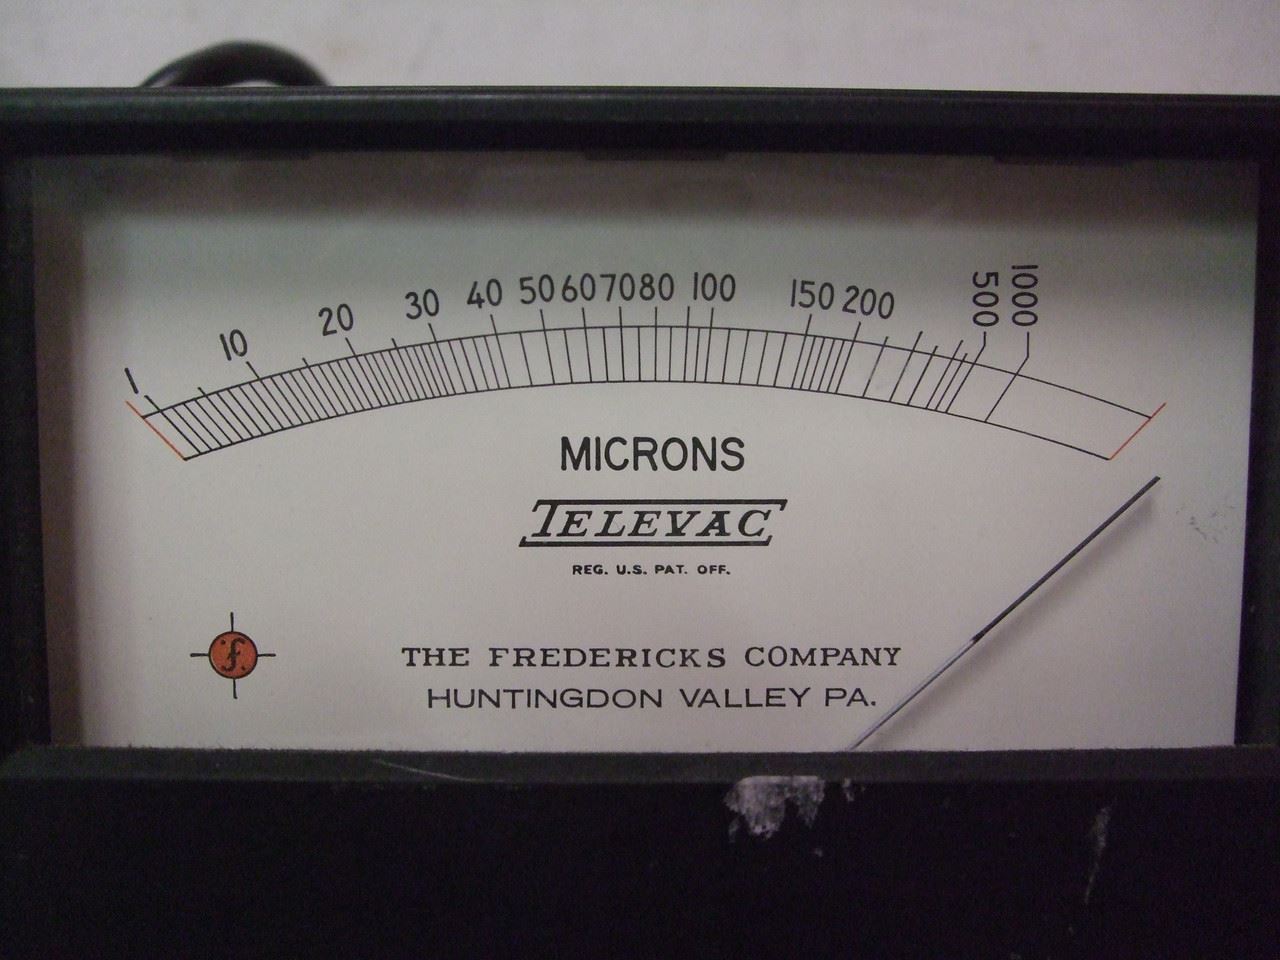 1 10 20 30 40 50 60 70 80 100 150 200 500 1000
MICRONS
TELEVAC
REG. U.S. PAT. OFF.
f
THE FREDERICKS COMPANY
HUNTINGDON VALLEY PA.